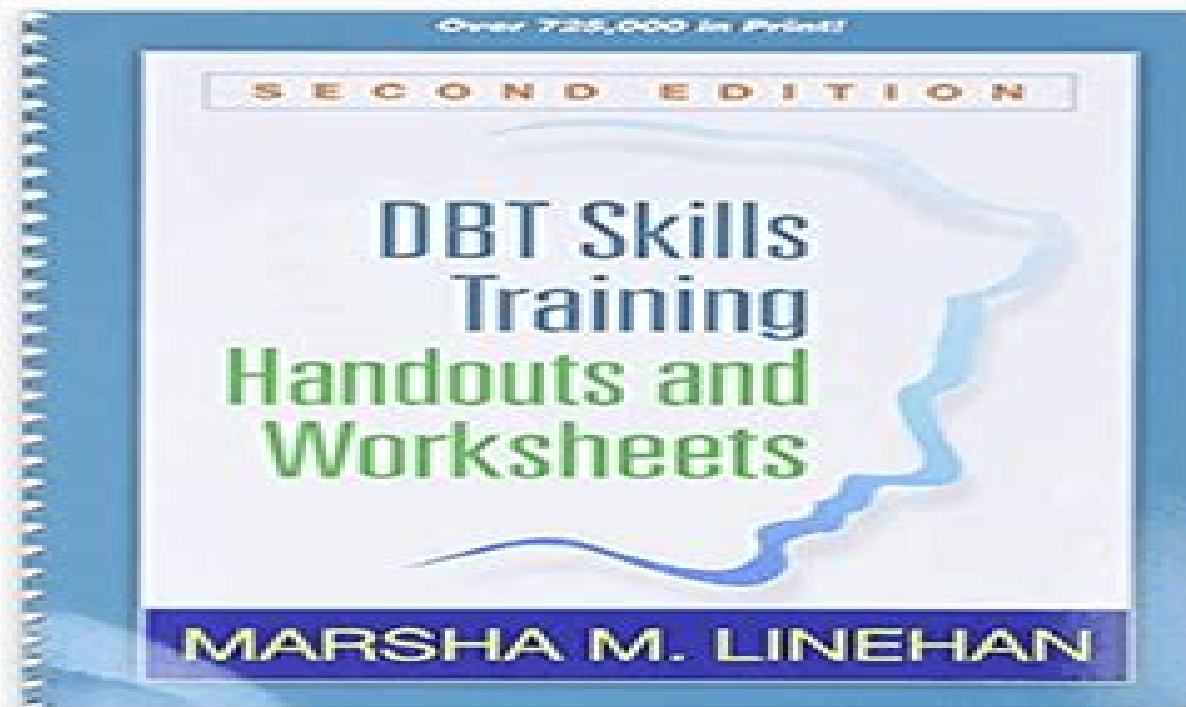 Over 725,000 in Print!
SECOND EDITION
DBT Skills
Training
Handouts and
Worksheets
MARSHA M. LINEHAN